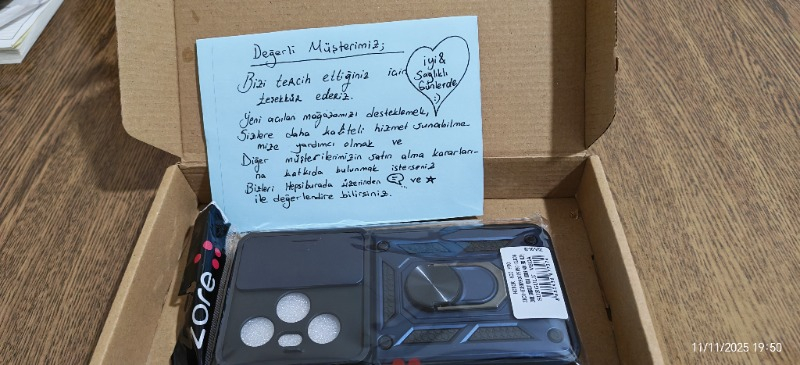 Değerli Müşterimiz;
iyi &
Sağlıklı
Günlerde
:)
Bizi tercih ettiğiniz için
teşekkür ederiz.
Yeni açılan mağazamızı desteklemek,
Sizlere daha kaliteli hizmet sunabilme-
mize yardımcı olmak ve
Diğer müşterilerimizin satın alma kararları-
na katkıda bulunmak isterseniz
Bizleri Hepsiburada üzerinden ve ★
ile değerlendire bilirsiniz.
zore
11/11/2025 19:50